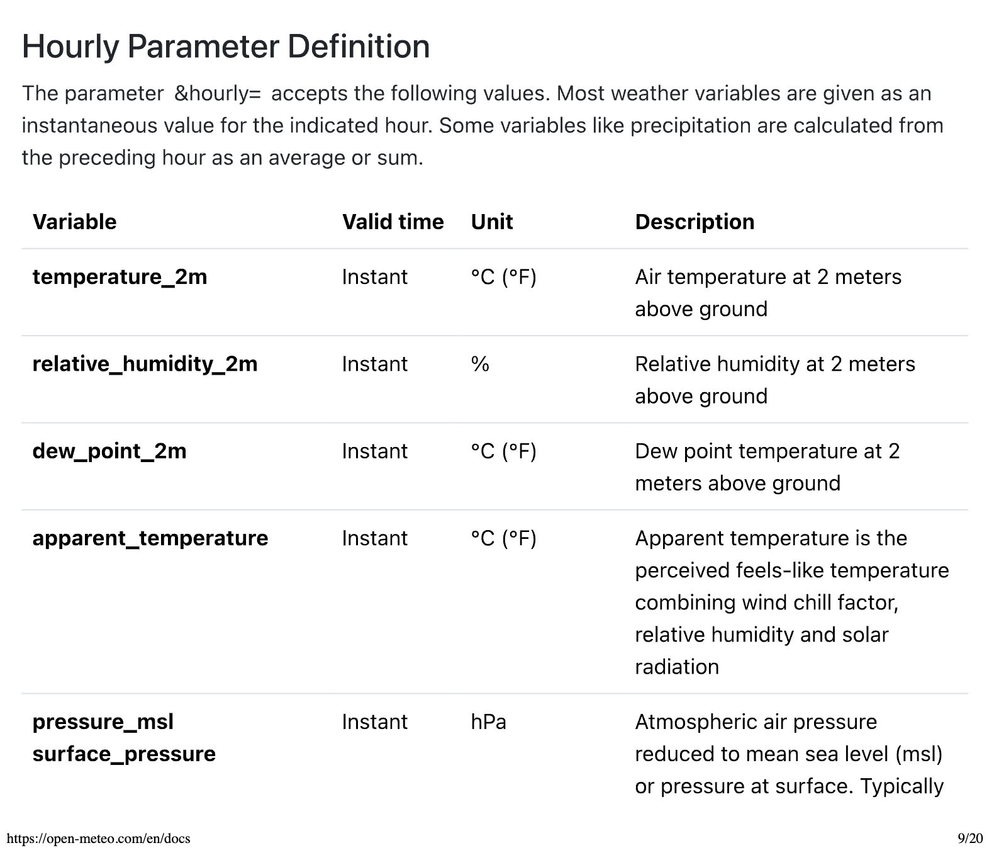 Hourly Parameter Definition
The parameter &hourly= accepts the following values. Most weather variables are given as an
instantaneous value for the indicated hour. Some variables like precipitation are calculated from
the preceding hour as an average or sum.
Variable Valid time Unit Description
temperature_2m Instant °C (°F) Air temperature at 2 meters
above ground
relative_humidity_2m Instant % Relative humidity at 2 meters
above ground
dew_point_2m Instant °C (°F) Dew point temperature at 2
meters above ground
apparent_temperature Instant °C (°F) Apparent temperature is the
perceived feels-like temperature
combining wind chill factor,
relative humidity and solar
radiation
pressure_msl Instant hPa Atmospheric air pressure
surface_pressure reduced to mean sea level (msl)
or pressure at surface. Typically
https://open-meteo.com/en/docs 9/20